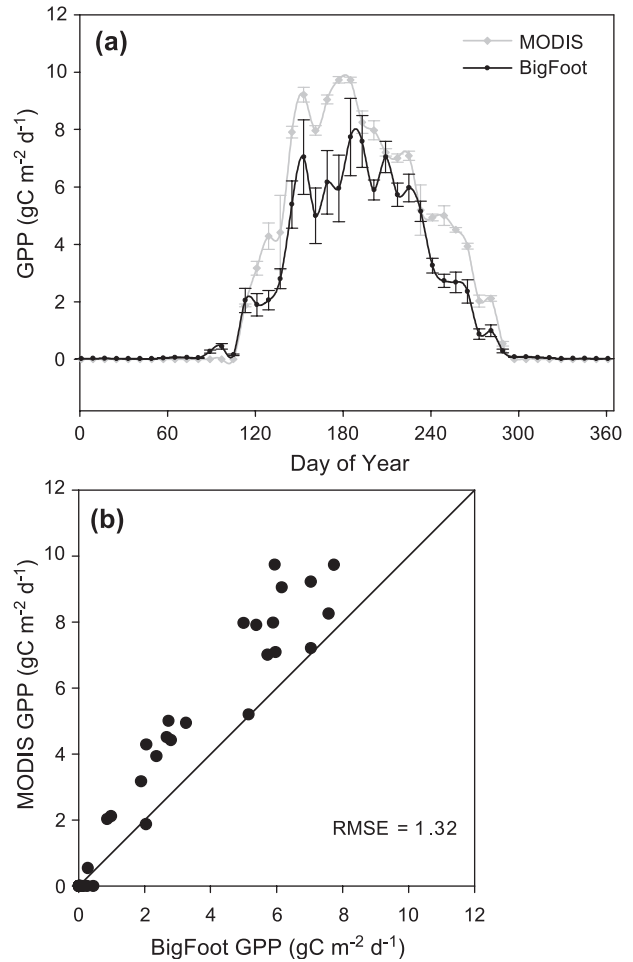 (a)
MODIS
BigFoot
12
10
8
6
4
2
0
GPP (gC m⁻² d⁻¹)
0 60 120 180 240 300 360
Day of Year
(b)
12
10
8
6
4
2
0
MODIS GPP (gC m⁻² d⁻¹)
RMSE = 1.32
0 2 4 6 8 10 12
BigFoot GPP (gC m⁻² d⁻¹)